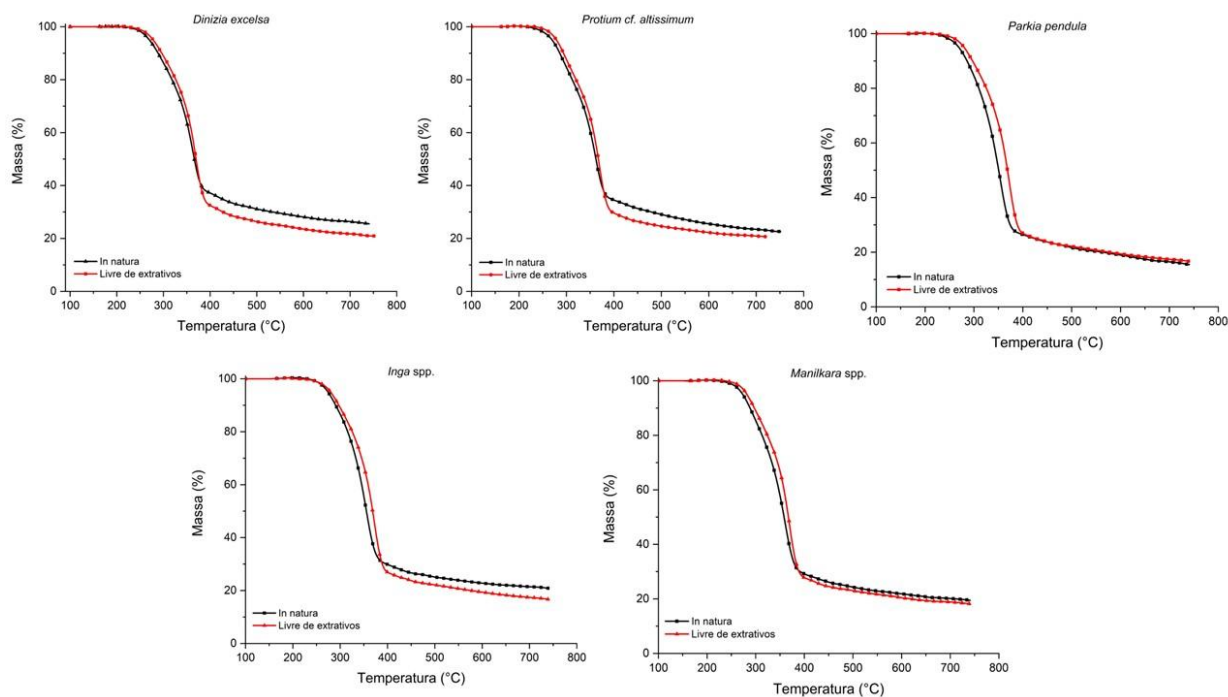 Dinizia excelsa
100
80
60
40
20
0
Massa (%)
In natura
Livre de extrativos
100 200 300 400 500 600 700 800
Temperatura (°C)
Protium cf. altissimum
100
80
60
40
20
0
Massa (%)
In natura
Livre de extrativos
100 200 300 400 500 600 700 800
Temperatura (°C)
Parkia pendula
100
80
60
40
20
0
Massa (%)
In natura
Livre de extrativos
100 200 300 400 500 600 700 800
Temperatura (°C)
Inga spp.
100
80
60
40
20
0
Massa (%)
In natura
Livre de extrativos
100 200 300 400 500 600 700 800
Temperatura (°C)
Manilkara spp.
100
80
60
40
20
0
Massa (%)
In natura
Livre de extrativos
100 200 300 400 500 600 700 800
Temperatura (°C)